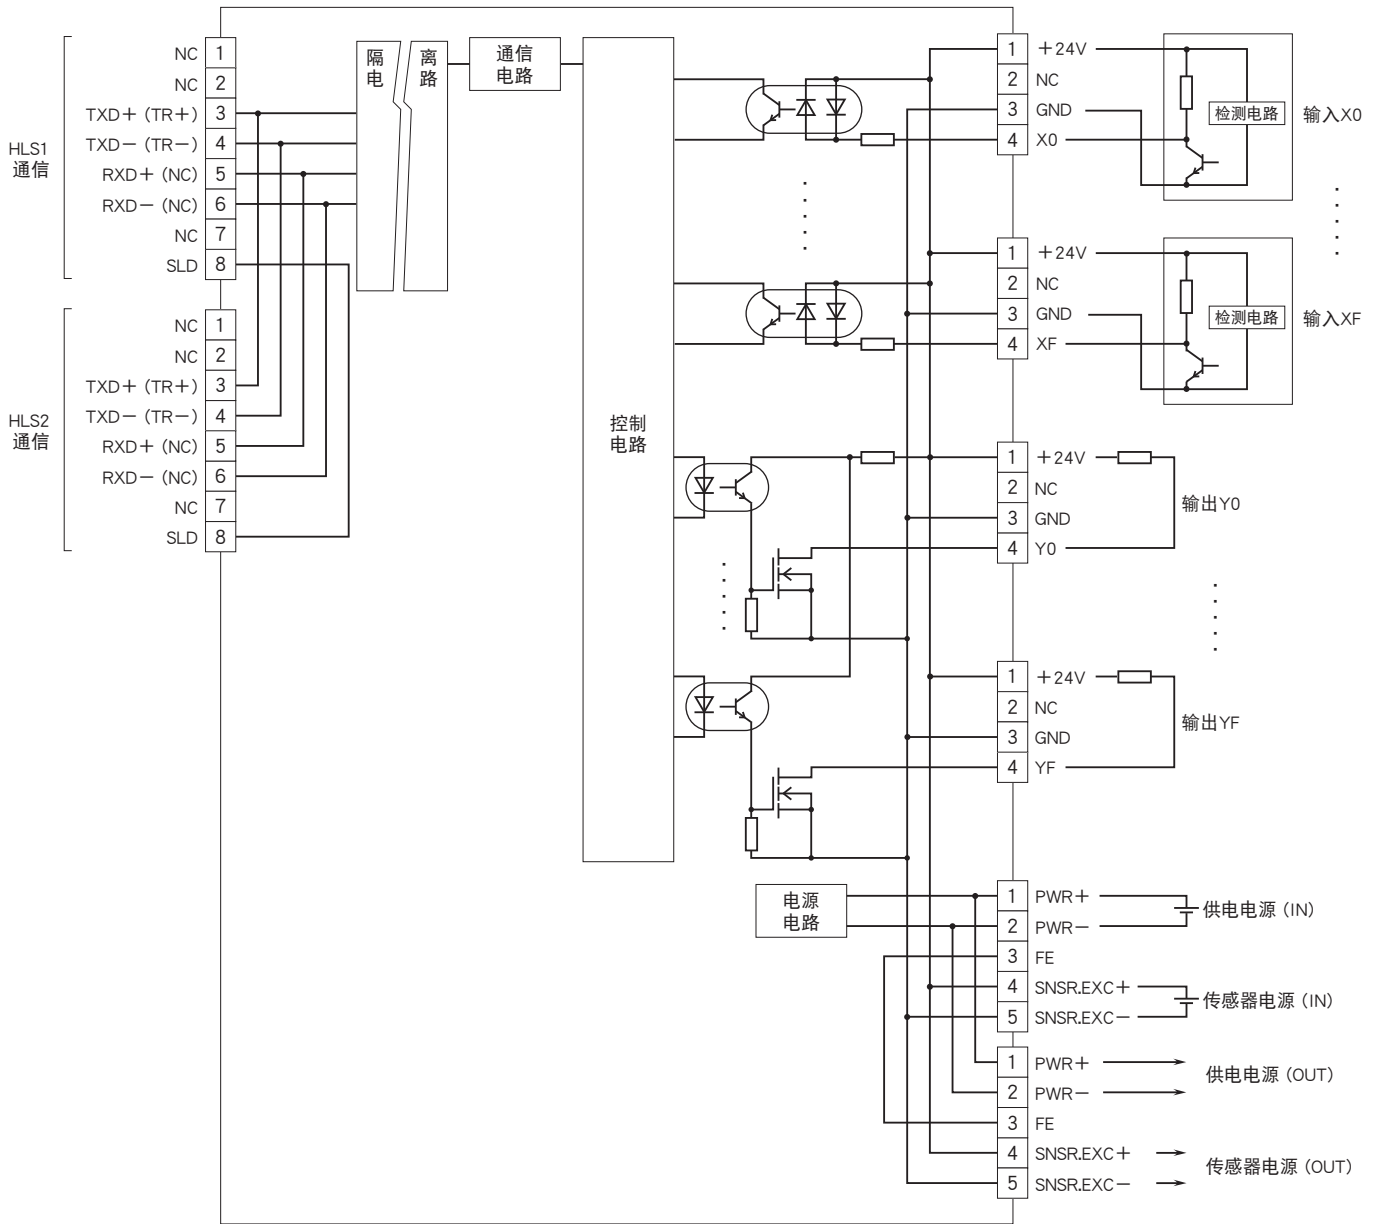 HLS1
通信
NC 1
NC 2
TXD＋ (TR＋) 3
TXD－ (TR－) 4
RXD＋ (NC) 5
RXD－ (NC) 6
NC 7
SLD 8
HLS2
通信
NC 1
NC 2
TXD＋ (TR＋) 3
TXD－ (TR－) 4
RXD＋ (NC) 5
RXD－ (NC) 6
NC 7
SLD 8
隔 离
电 路
通信
电路
控制
电路
电源
电路
1 ＋24V
2 NC
3 GND
4 X0
检测电路
输入X0
1 ＋24V
2 NC
3 GND
4 XF
检测电路
输入XF
1 ＋24V
2 NC
3 GND
4 Y0
输出Y0
1 ＋24V
2 NC
3 GND
4 YF
输出YF
1 PWR＋
2 PWR－
3 FE
4 SNSR.EXC＋
5 SNSR.EXC－
供电电源 (IN)
传感器电源 (IN)
1 PWR＋
2 PWR－
3 FE
4 SNSR.EXC＋
5 SNSR.EXC－
供电电源 (OUT)
传感器电源 (OUT)